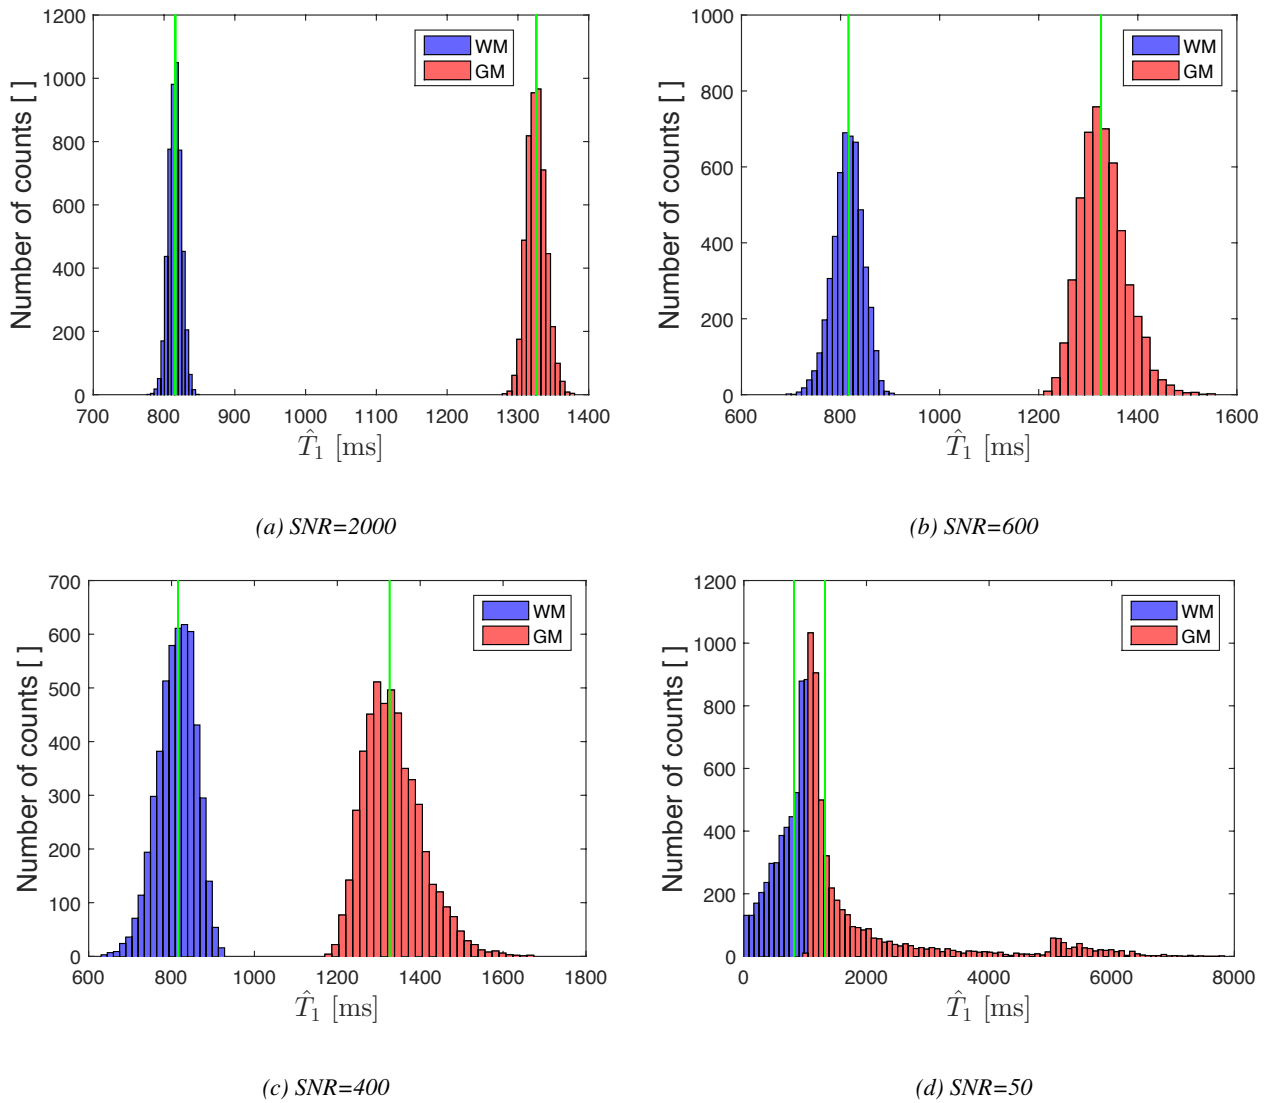 1200
1000
800
600
400
200
0
Number of counts [ ]
WM
GM
700 800 900 1000 1100 1200 1300 1400
T̂₁ [ms]
(a) SNR=2000
1000
800
600
400
200
0
Number of counts [ ]
WM
GM
600 800 1000 1200 1400 1600
T̂₁ [ms]
(b) SNR=600
700
600
500
400
300
200
100
0
Number of counts [ ]
WM
GM
600 800 1000 1200 1400 1600 1800
T̂₁ [ms]
(c) SNR=400
1200
1000
800
600
400
200
0
Number of counts [ ]
WM
GM
0 2000 4000 6000 8000
T̂₁ [ms]
(d) SNR=50